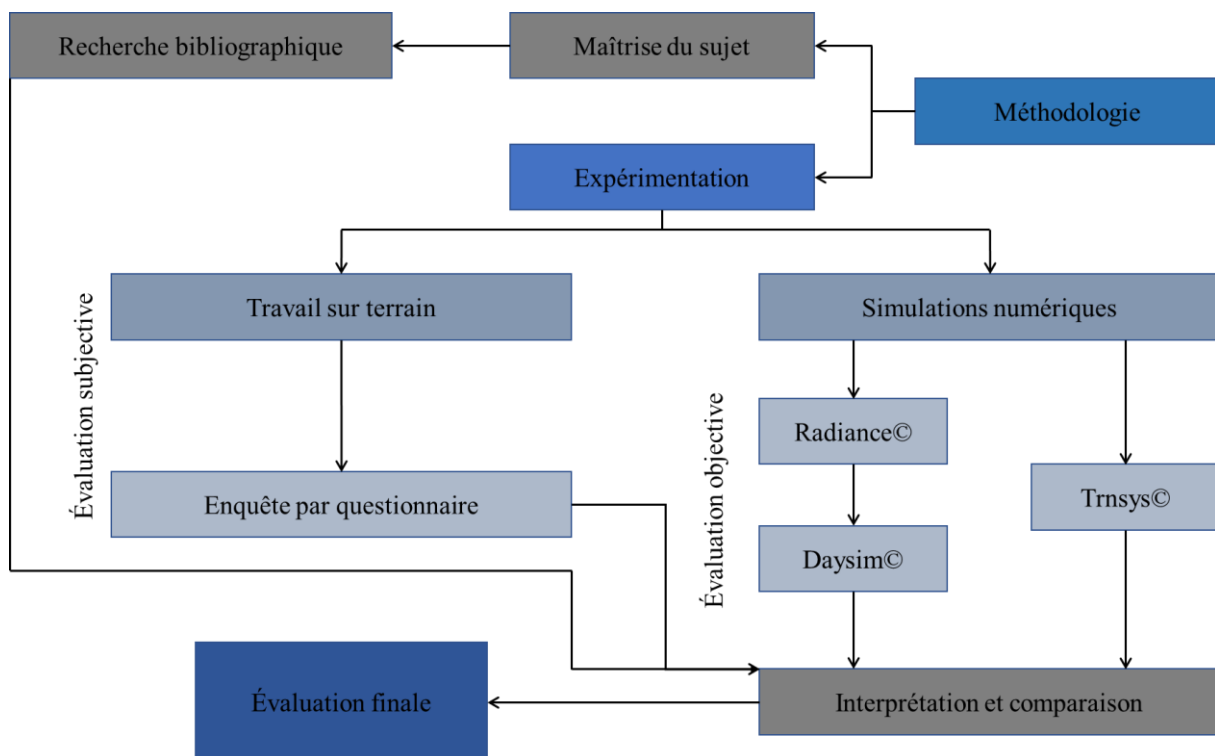 Recherche bibliographique
Maîtrise du sujet
Méthodologie
Expérimentation
Travail sur terrain
Simulations numériques
Évaluation subjective
Radiance©
Évaluation objective
Enquête par questionnaire
Trnsys©
Daysim©
Évaluation finale
Interprétation et comparaison